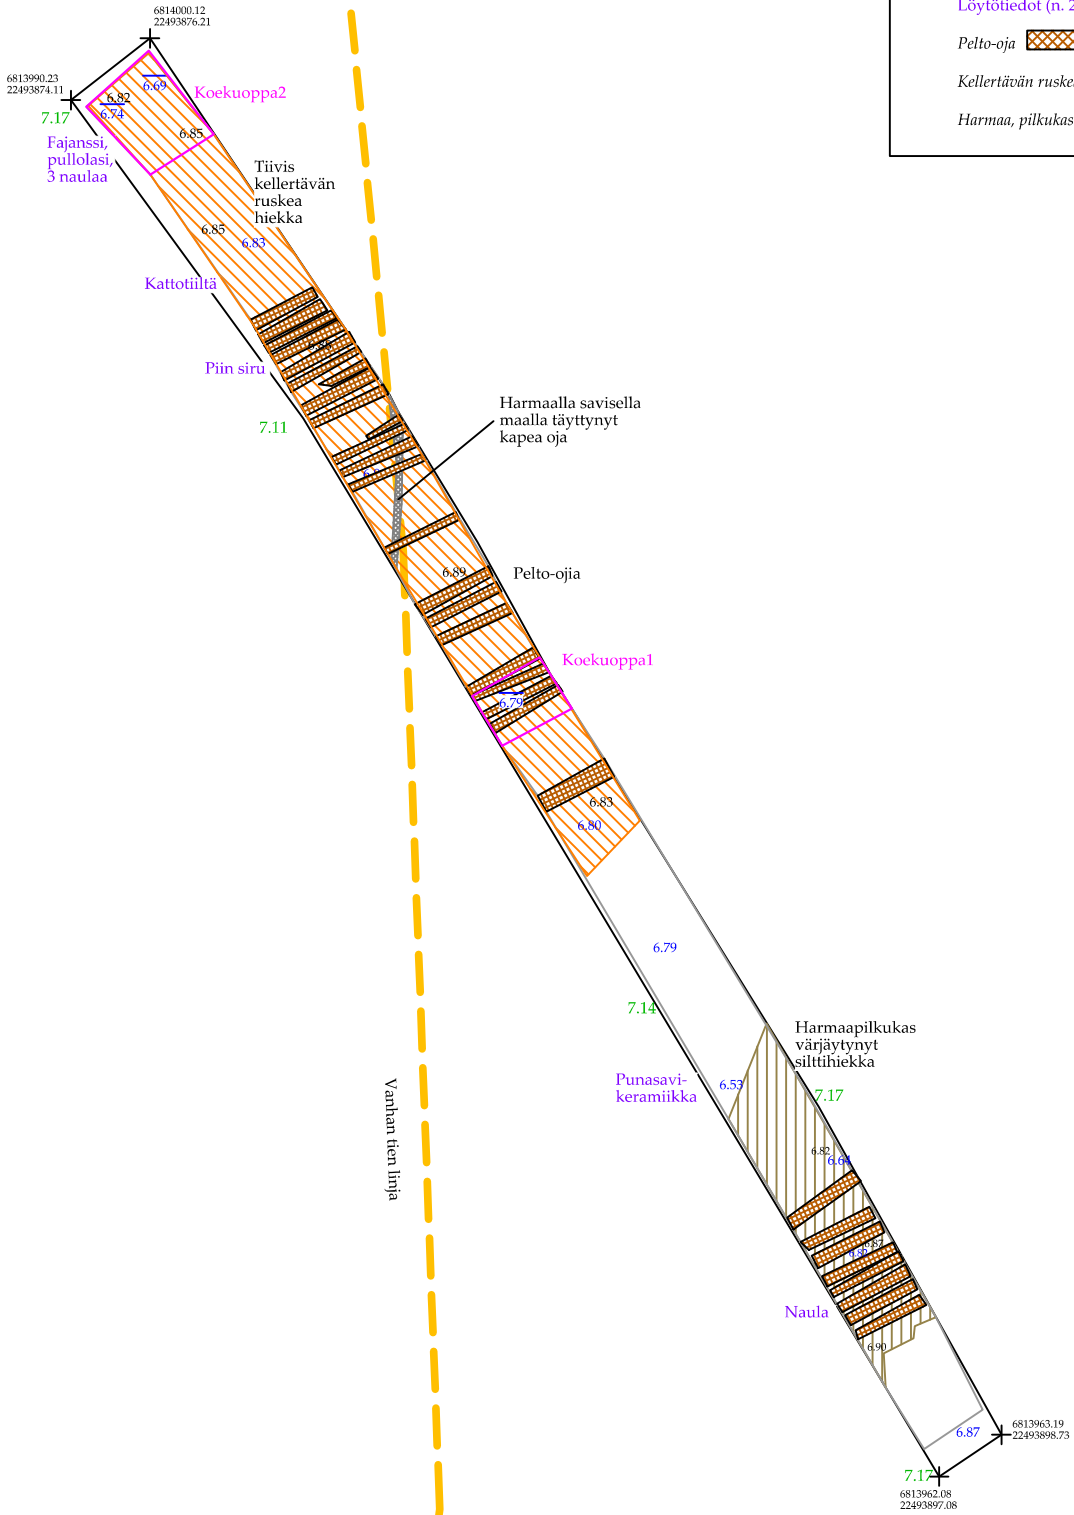 6814000.12
22493876.21
Löytötiedot (n. 2
Pelto-oja
Kellertävän ruske
Harmaa, pilkukas
6813990.23
22493874.11
7.17
6.69
Koekuoppa2
6.82
6.74
6.85
Fajanssi,
pullolasi,
3 naulaa
Tiivis
kellertävän
ruskea
hiekka
6.85
6.83
Kattotiiltä
Piin siru
7.11
Harmaalla savisella
maalla täyttynyt
kapea oja
6.89
Pelto-ojia
Koekuoppa1
6.79
6.83
6.80
6.79
7.14
Harmaapilkukas
värjäytynyt
silttihiekka
Punasavi-
keramiikka
6.53
7.17
Vanhan tien linja
6.82
6.64
6.87
6.82
Naula
6.90
6813963.19
22493898.73
6.87
7.17
6813962.08
22493897.08